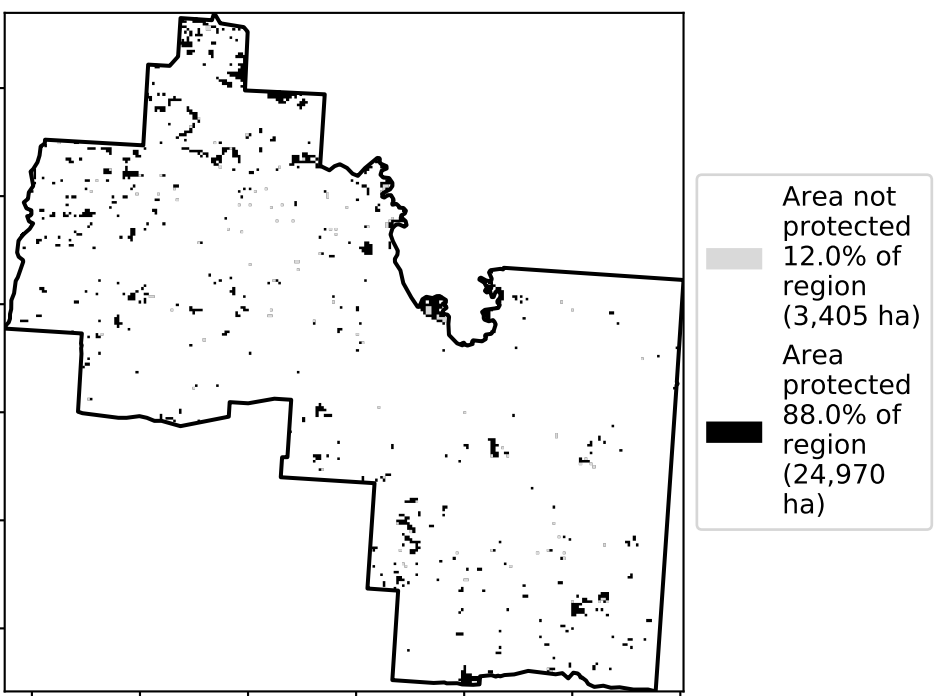 Area not
protected
12.0% of
region
(3,405 ha)
Area
protected
88.0% of
region
(24,970
ha)